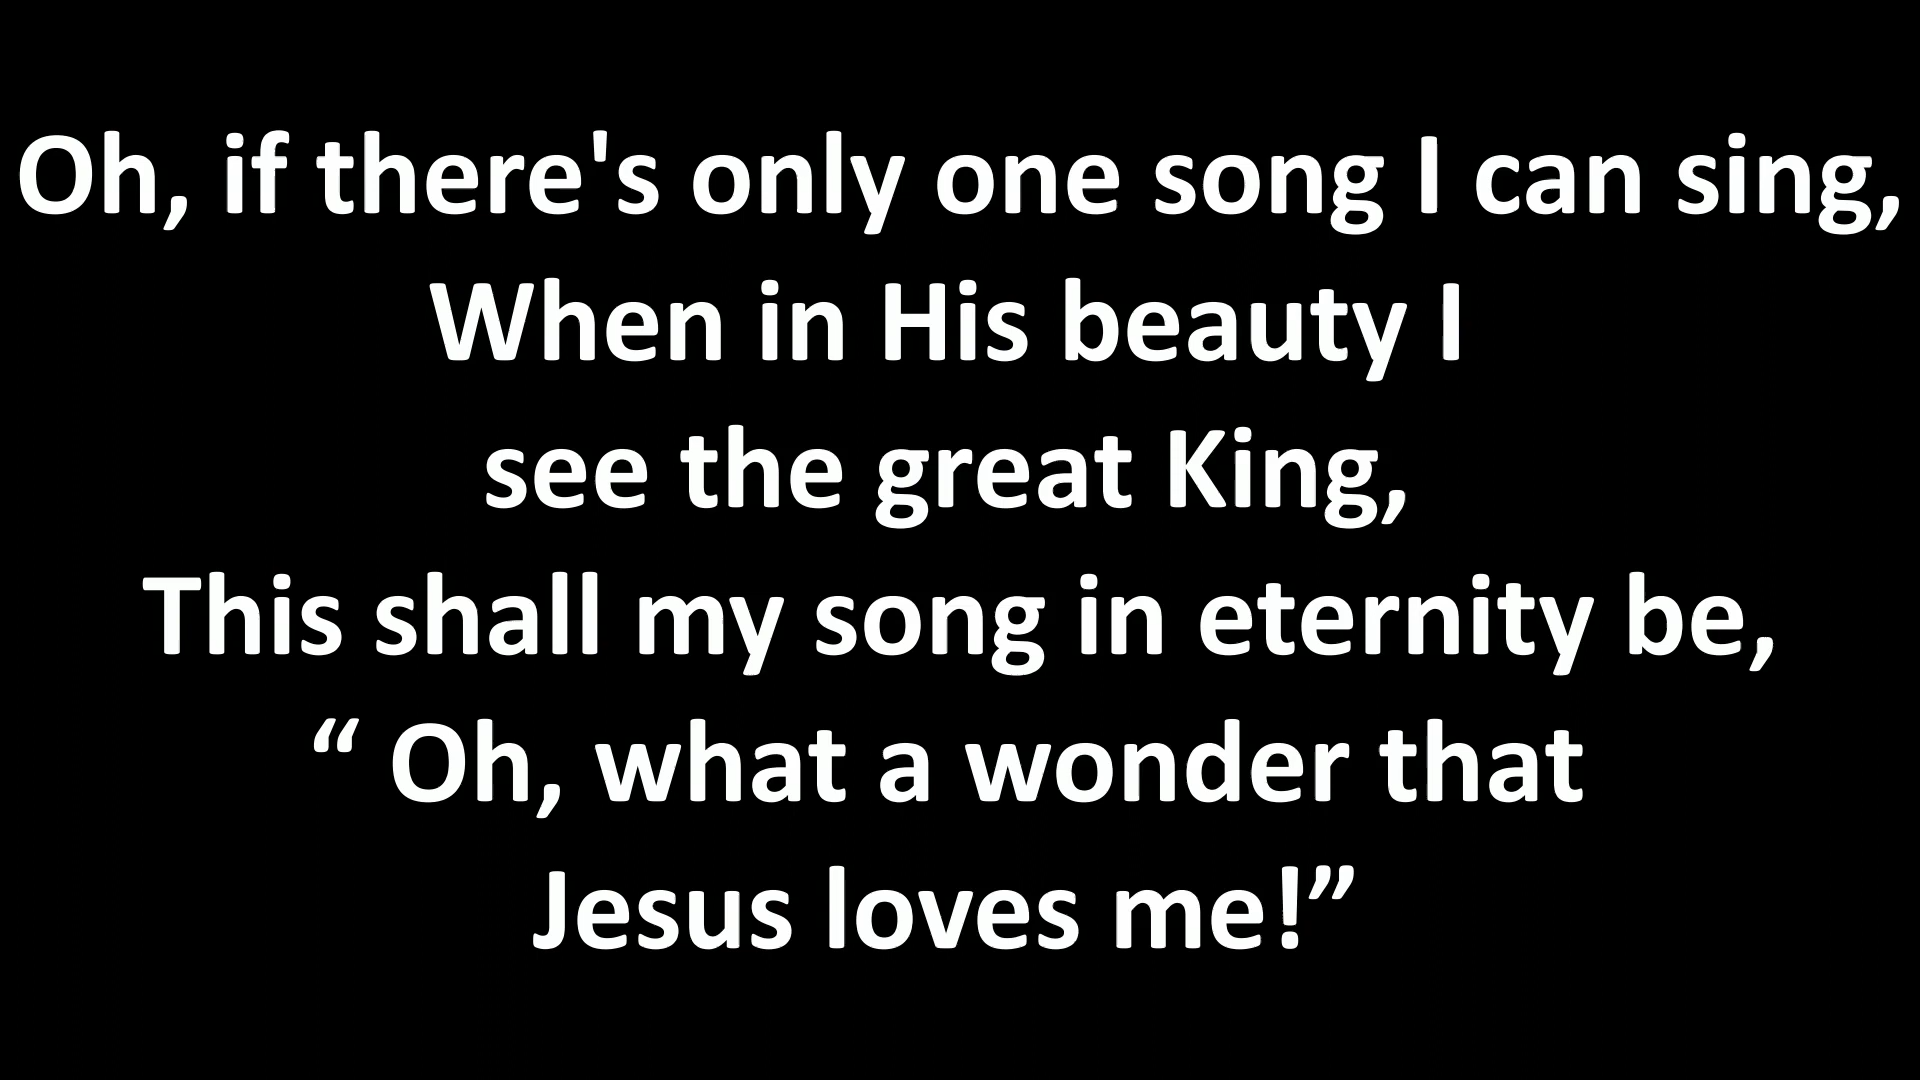 Oh, if there's only one song I can sing,
When in His beauty I
see the great King,
This shall my song in eternity be,
“ Oh, what a wonder that
Jesus loves me!”